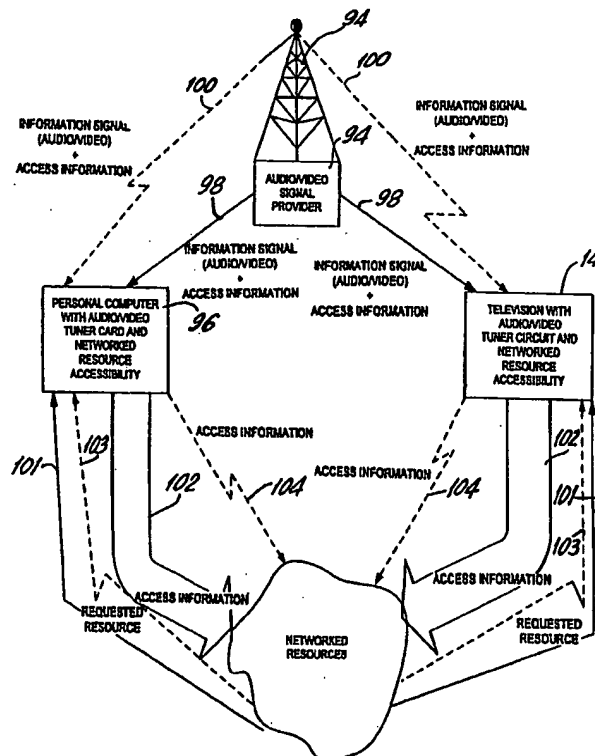 94
100
100
INFORMATION SIGNAL
(AUDIO/VIDEO)
+
ACCESS INFORMATION
INFORMATION SIGNAL
(AUDIO/VIDEO)
+
ACCESS INFORMATION
94
AUDIO/VIDEO
SIGNAL
PROVIDER
98
98
INFORMATION SIGNAL
(AUDIO/VIDEO)
+
ACCESS INFORMATION
INFORMATION SIGNAL
(AUDIO/VIDEO)
+
ACCESS INFORMATION
PERSONAL COMPUTER
WITH AUDIO/VIDEO
TUNER CARD AND
NETWORKED
RESOURCE
ACCESSIBILITY
96
14
TELEVISION WITH
AUDIO/VIDEO
TUNER CIRCUIT AND
NETWORKED
RESOURCE
ACCESSIBILITY
101
103
102
ACCESS INFORMATION
104
ACCESS INFORMATION
104
102
101
103
ACCESS INFORMATION
REQUESTED
RESOURCE
NETWORKED
RESOURCES
ACCESS INFORMATION
REQUESTED
RESOURCE